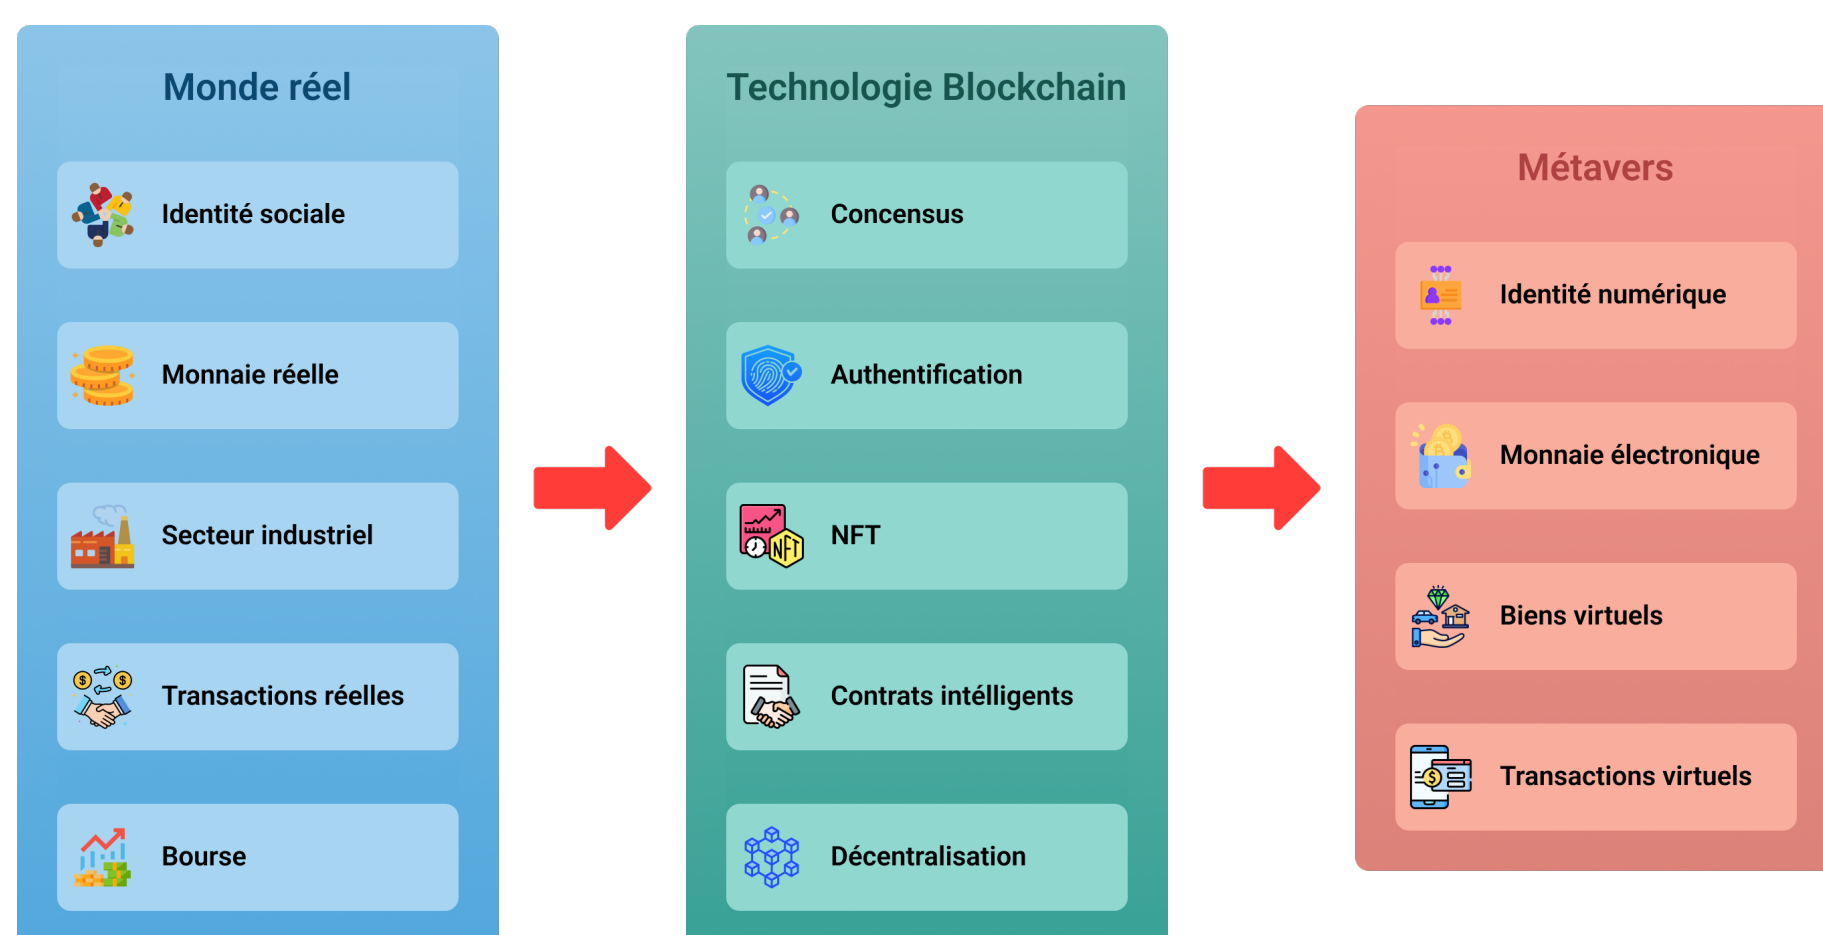 Monde réel
Identité sociale
Monnaie réelle
Secteur industriel
Transactions réelles
Bourse
Technologie Blockchain
Concensus
Authentification
NFT
NFT
Contrats intélligents
Décentralisation
Métavers
Identité numérique
Monnaie électronique
Biens virtuels
Transactions virtuels